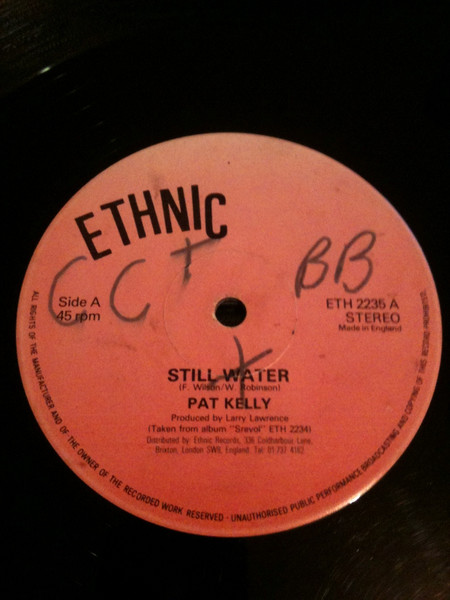 ETHNIC
C C +
BB
Side A
45 rpm
ETH 2235 A
STEREO
Made in England
+
STILL WATER
(F. Wilson/W. Robinson)
PAT KELLY
Produced by Larry Lawrence
(Taken from album "Srevol" ETH 2234)
Distributed by: Ethnic Records, 336 Coldharbour Lane,
Brixton, London SW9, England. Tel: 01-737 4182.
ALL RIGHTS OF THE MANUFACTURER AND OF THE OWNER OF THE RECORDED WORK RESERVED - UNAUTHORISED PUBLIC PERFORMANCE BROADCASTING AND COPYING OF THIS RECORD PROHIBITED